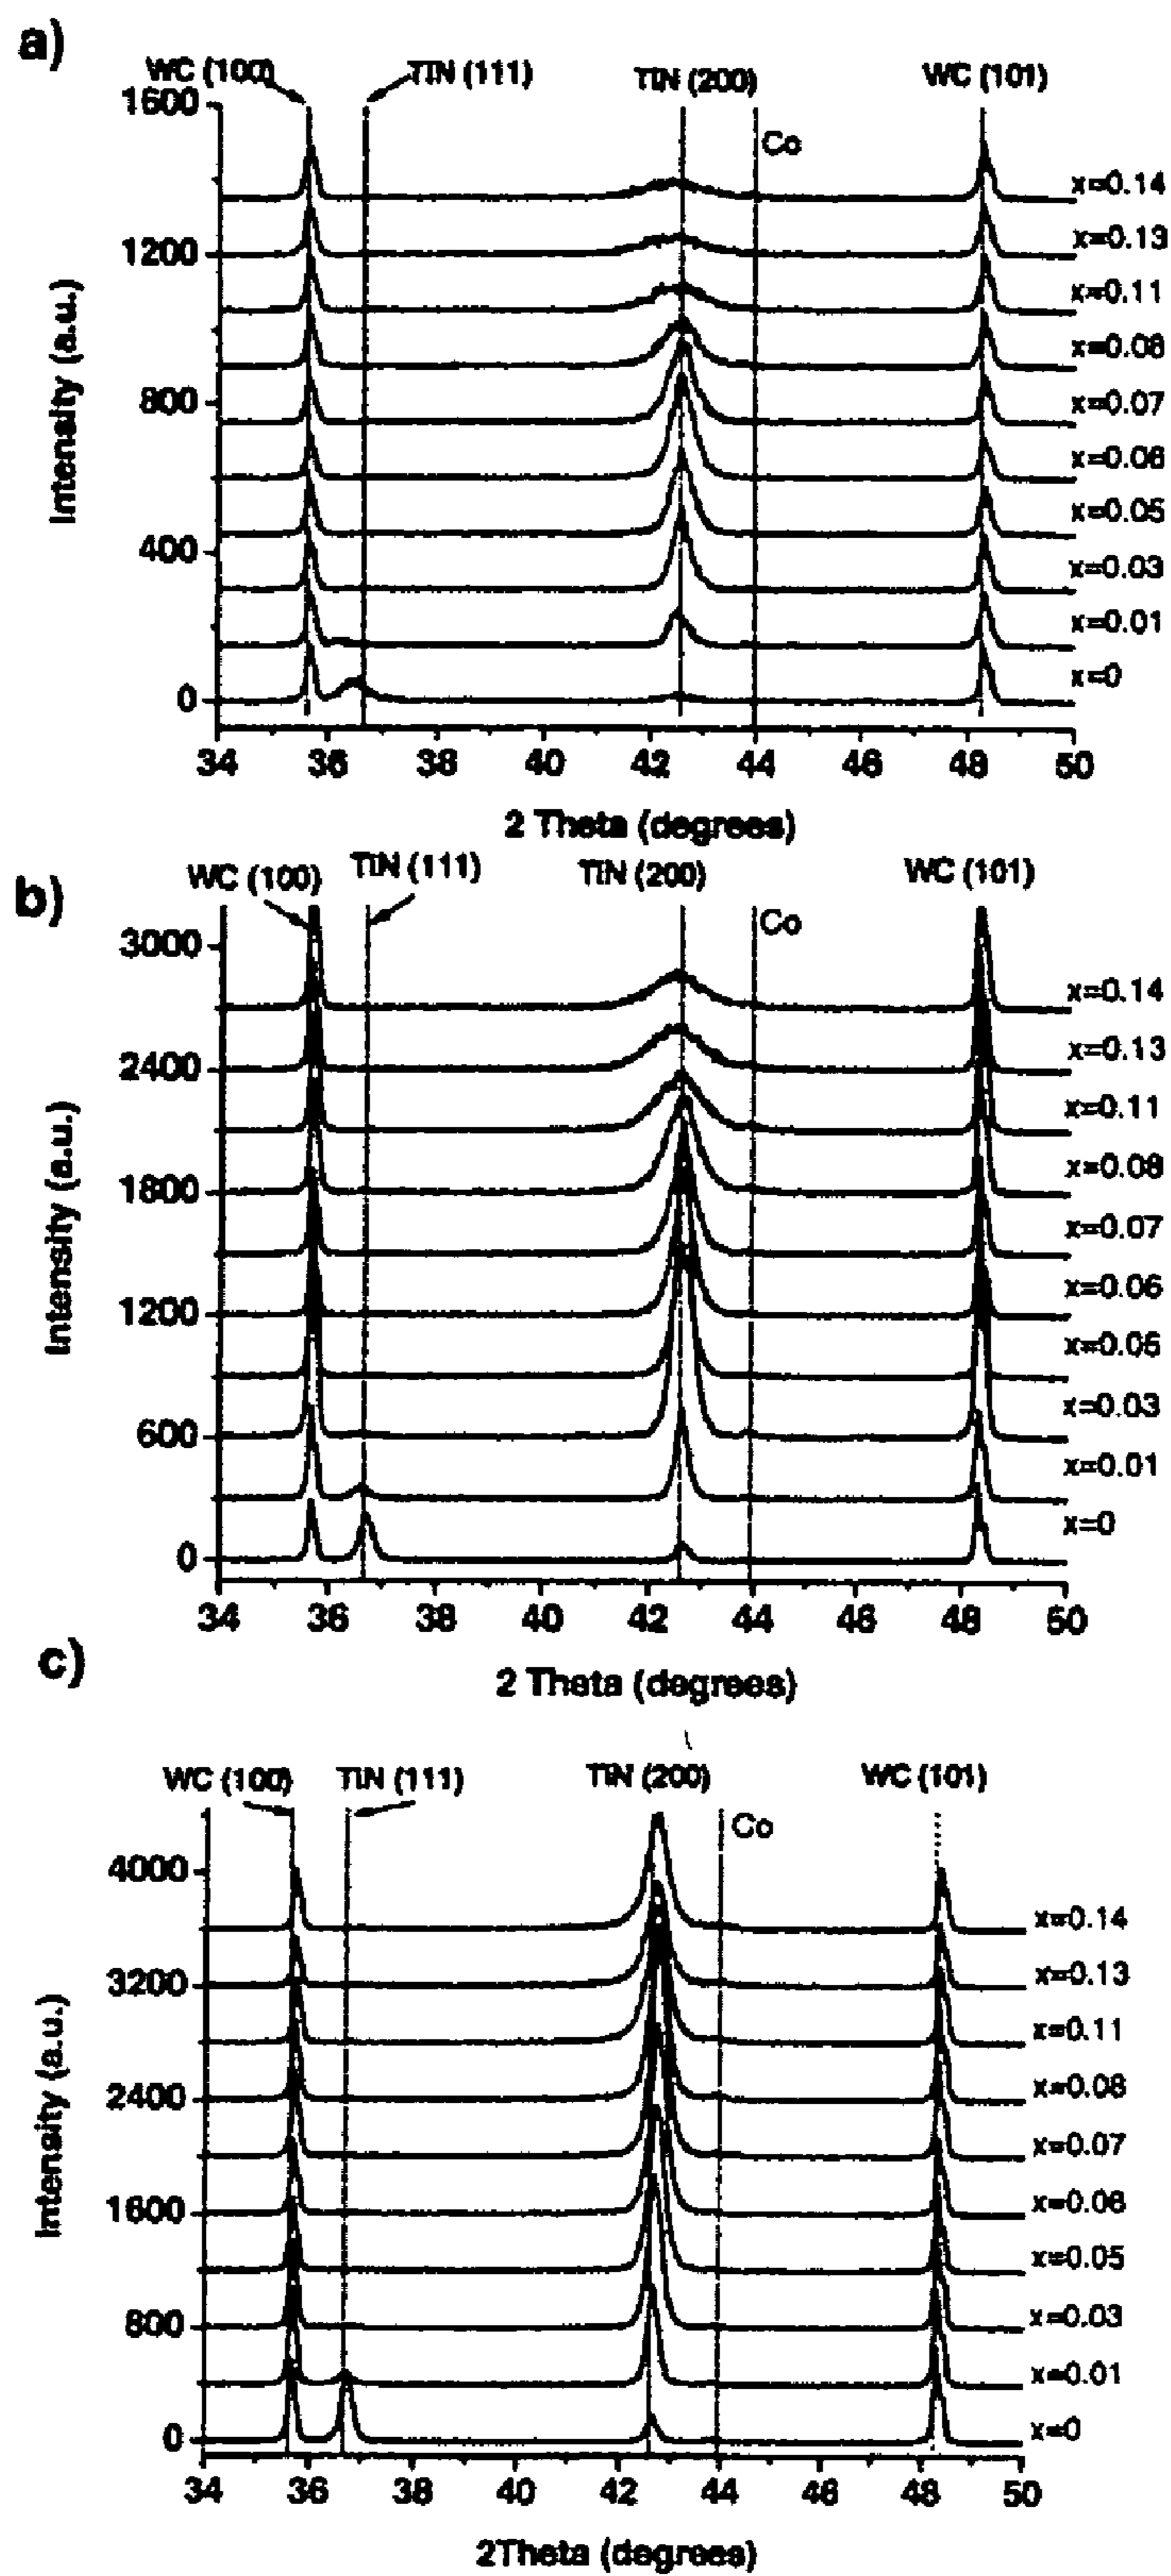 a)
WC (100) TiN (111) TiN (200) WC (101)
1600
Co
x=0.14
1200
x=0.13
x=0.11
x=0.08
800
x=0.07
x=0.06
x=0.05
400
x=0.03
x=0.01
0
x=0
Intensity (a.u.)
34 36 38 40 42 44 46 48 50
2 Theta (degrees)
b)
WC (100) TiN (111) TiN (200) WC (101)
Co
3000
x=0.14
2400
x=0.13
x=0.11
1800
x=0.08
x=0.07
1200
x=0.06
x=0.05
600
x=0.03
x=0.01
0
x=0
Intensity (a.u.)
34 36 38 40 42 44 46 48 50
2 Theta (degrees)
c)
WC (100) TiN (111) TiN (200) WC (101)
Co
4000
x=0.14
3200
x=0.13
x=0.11
2400
x=0.08
x=0.07
1600
x=0.06
x=0.05
800
x=0.03
x=0.01
0
x=0
Intensity (a.u.)
34 36 38 40 42 44 46 48 50
2Theta (degrees)